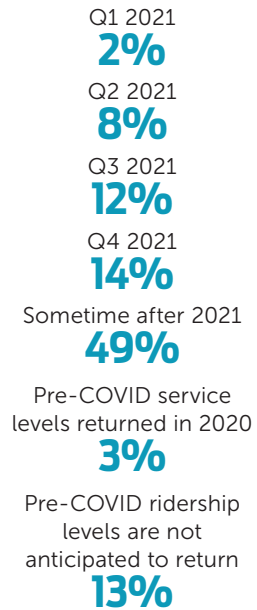 Q1 2021
2%
Q2 2021
8%
Q3 2021
12%
Q4 2021
14%
Sometime after 2021
49%
Pre-COVID service
levels returned in 2020
3%
Pre-COVID ridership
levels are not
anticipated to return
13%